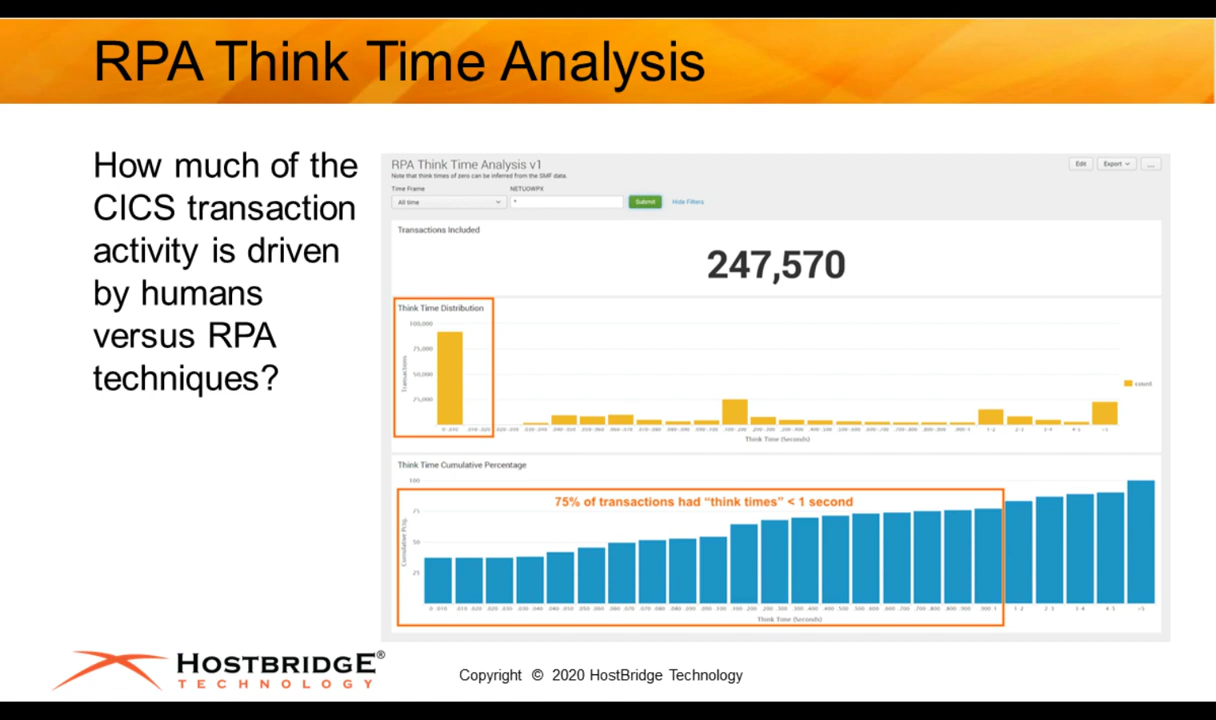 RPA Think Time Analysis
How much of the
CICS transaction
activity is driven
by humans
versus RPA
techniques?
RPA Think Time Analysis v1
Edit
Export
...
Note that think times of zero can be inferred from the SMF data.
Time Frame
NETUOWPX
All time
*
Submit
Hide Filters
Transactions Included
247,570
Think Time Distribution
100,000
75,000
50,000
25,000
Transactions
count
Think Time (Seconds)
Think Time Cumulative Percentage
100
75% of transactions had “think times” < 1 second
75
50
25
Cumulative Pctg.
Think Time (Seconds)
HOSTBRIDGE®
TECHNOLOGY
Copyright © 2020 HostBridge Technology